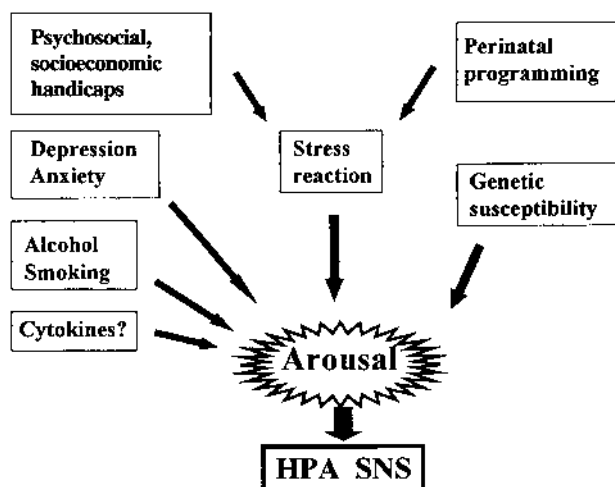 Psychosocial,
socioeconomic
handicaps
Perinatal
programming
Depression
Anxiety
Stress
reaction
Genetic
susceptibility
Alcohol
Smoking
Cytokines?
Arousal
HPA SNS